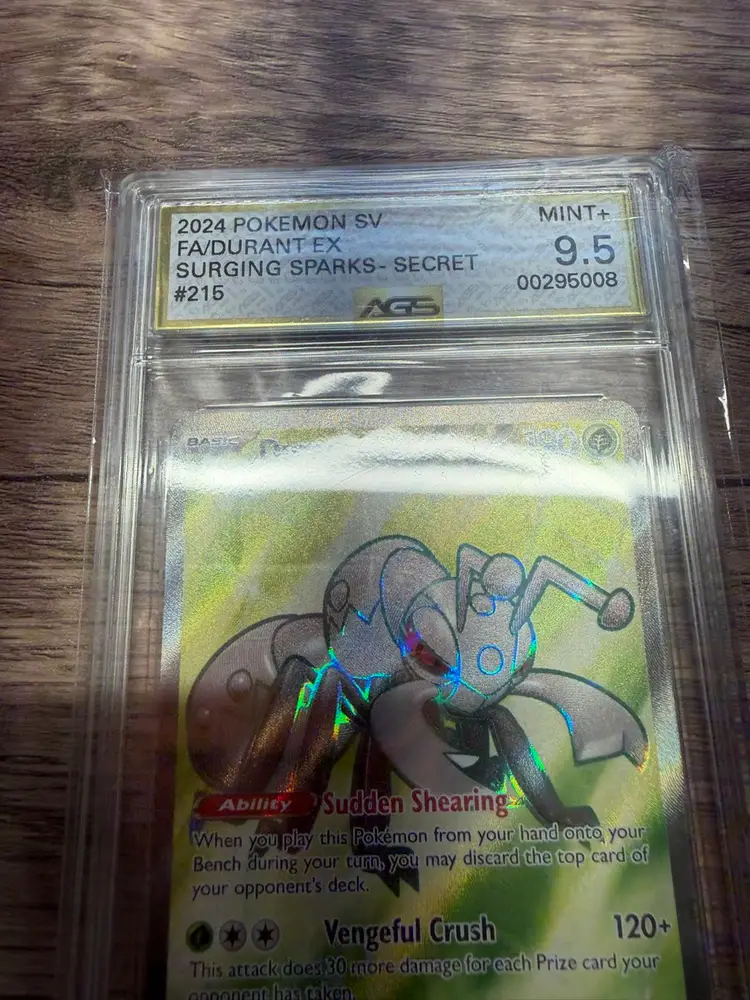 2024 POKEMON SV
MINT+
FA/DURANT EX
9.5
SURGING SPARKS- SECRET
00295008
#215
AGS
BASIC
Ability Sudden Shearing
When you play this Pokémon from your hand onto your
Bench during your turn, you may discard the top card of
your opponent's deck.
Vengeful Crush 120+
This attack does 30 more damage for each Prize card your
opponent has taken.